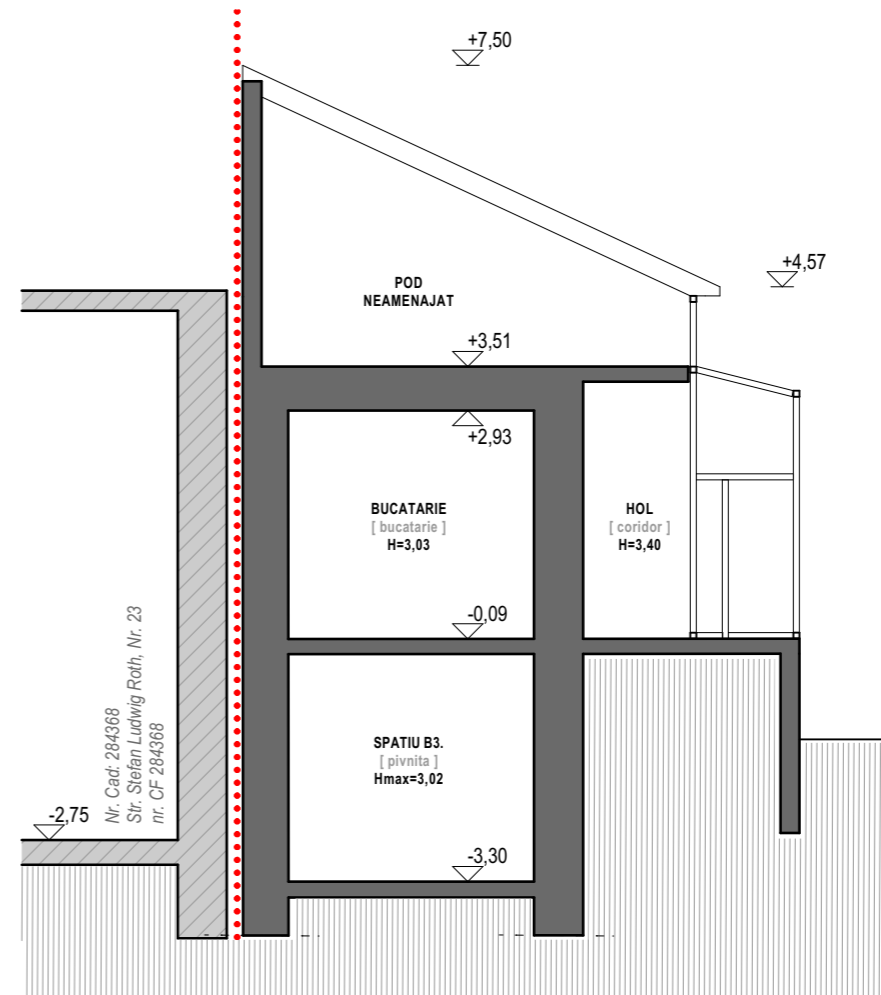 +7,50
+4,57
POD
NEAMENAJAT
+3,51
+2,93
BUCATARIE
[ bucatarie ]
H=3,03
HOL
[ coridor ]
H=3,40
-0,09
SPATIU B3.
[ pivnita ]
Hmax=3,02
-3,30
-2,75
Nr. Cad: 284368
Str. Stefan Ludwig Roth, Nr. 23
nr. CF 284368